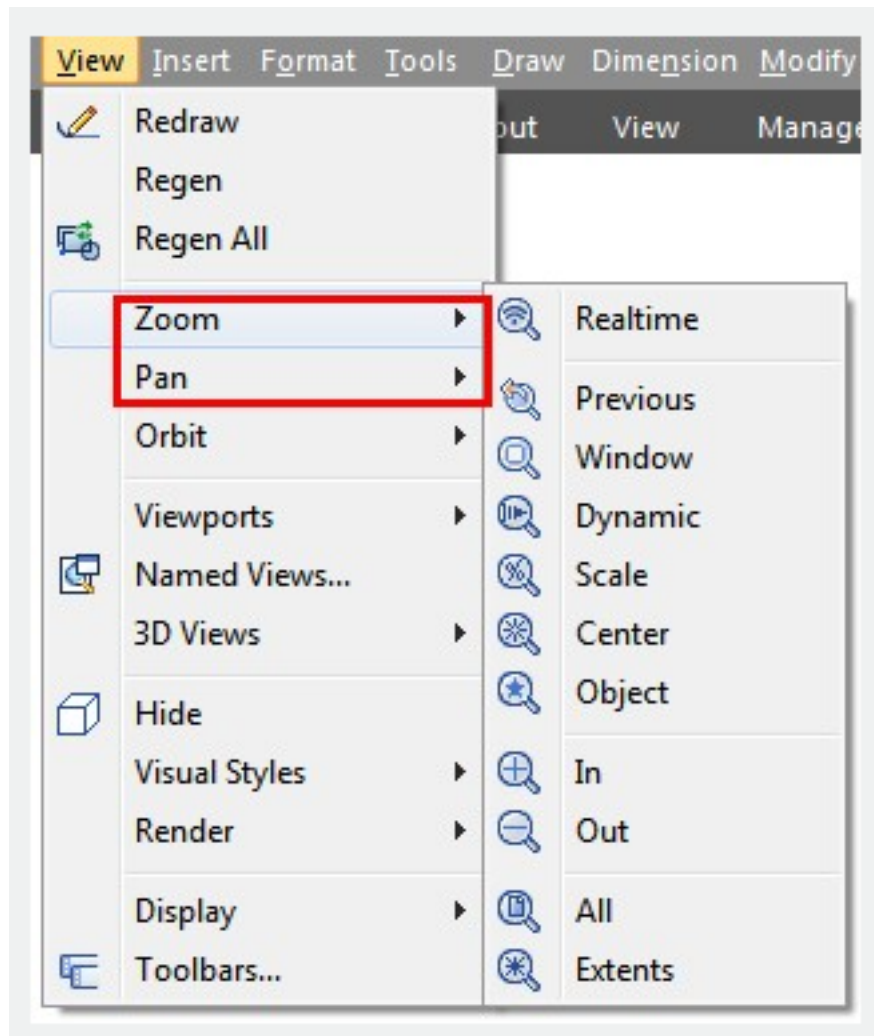 View Insert Format Tools Draw Dimension Modify
out View Manage
Redraw
Regen
Regen All
Zoom
Pan
Orbit
Viewports
Named Views...
3D Views
Hide
Visual Styles
Render
Display
Toolbars...
Realtime
Previous
Window
Dynamic
Scale
Center
Object
In
Out
All
Extents